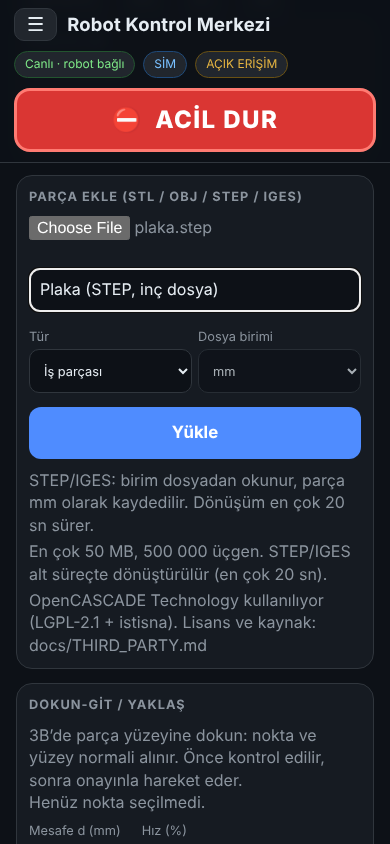 ☰ Robot Kontrol Merkezi
Canlı · robot bağlı SİM AÇIK ERİŞİM
⛔ ACİL DUR
PARÇA EKLE (STL / OBJ / STEP / IGES)
Choose File plaka.step
Plaka (STEP, inç dosya)
Tür Dosya birimi
İş parçası mm
Yükle
STEP/IGES: birim dosyadan okunur, parça
mm olarak kaydedilir. Dönüşüm en çok 20
sn sürer.
En çok 50 MB, 500 000 üçgen. STEP/IGES
alt süreçte dönüştürülür (en çok 20 sn).
OpenCASCADE Technology kullanılıyor
(LGPL-2.1 + istisna). Lisans ve kaynak:
docs/THIRD_PARTY.md
DOKUN-GİT / YAKLAŞ
3B’de parça yüzeyine dokun: nokta ve
yüzey normali alınır. Önce kontrol edilir,
sonra onayınla hareket eder.
Henüz nokta seçilmedi.
Mesafe d (mm) Hız (%)